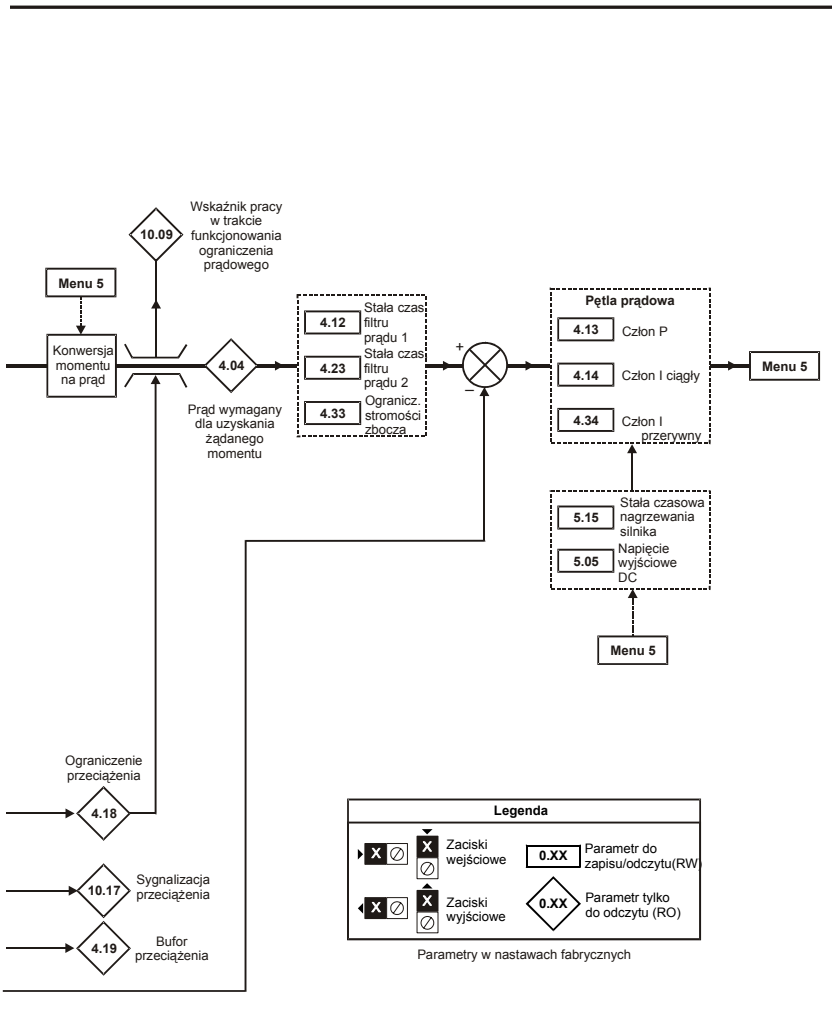 Wskaźnik pracy
w trakcie
funkcjonowania
ograniczenia
prądowego
10.09
Menu 5
Konwersja
momentu
na prąd
4.04
Prąd wymagany
dla uzyskania
żądanego
momentu
4.12
Stała czas
filtru
prądu 1
4.23
Stała czas
filtru
prądu 2
4.33
Ogranicz.
stromości
zbocza
+
–
Pętla prądowa
4.13
Człon P
4.14
Człon I ciągły
4.34
Człon I
przerywny
Menu 5
5.15
Stała czasowa
nagrzewania
silnika
5.05
Napięcie
wyjściowe
DC
Menu 5
Ograniczenie
przeciążenia
4.18
10.17
Sygnalizacja
przeciążenia
4.19
Bufor
przeciążenia
Legenda
X
X
Zaciski
wejściowe
0.XX
Parametr do
zapisu/odczytu(RW)
X
X
Zaciski
wyjściowe
0.XX
Parametr tylko
do odczytu (RO)
Parametry w nastawach fabrycznych